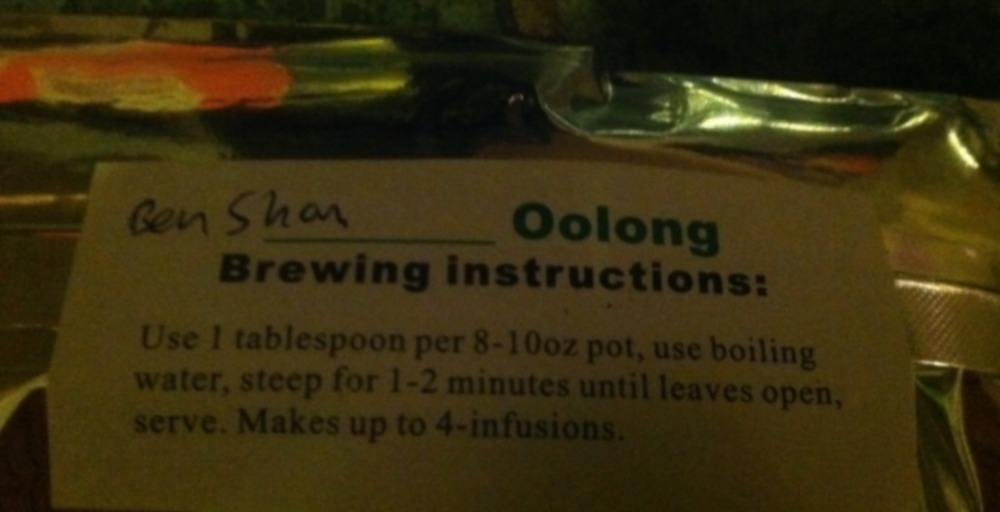 Ben Shan Oolong
Brewing instructions:
Use 1 tablespoon per 8-10oz pot, use boiling
water, steep for 1-2 minutes until leaves open,
serve. Makes up to 4-infusions.